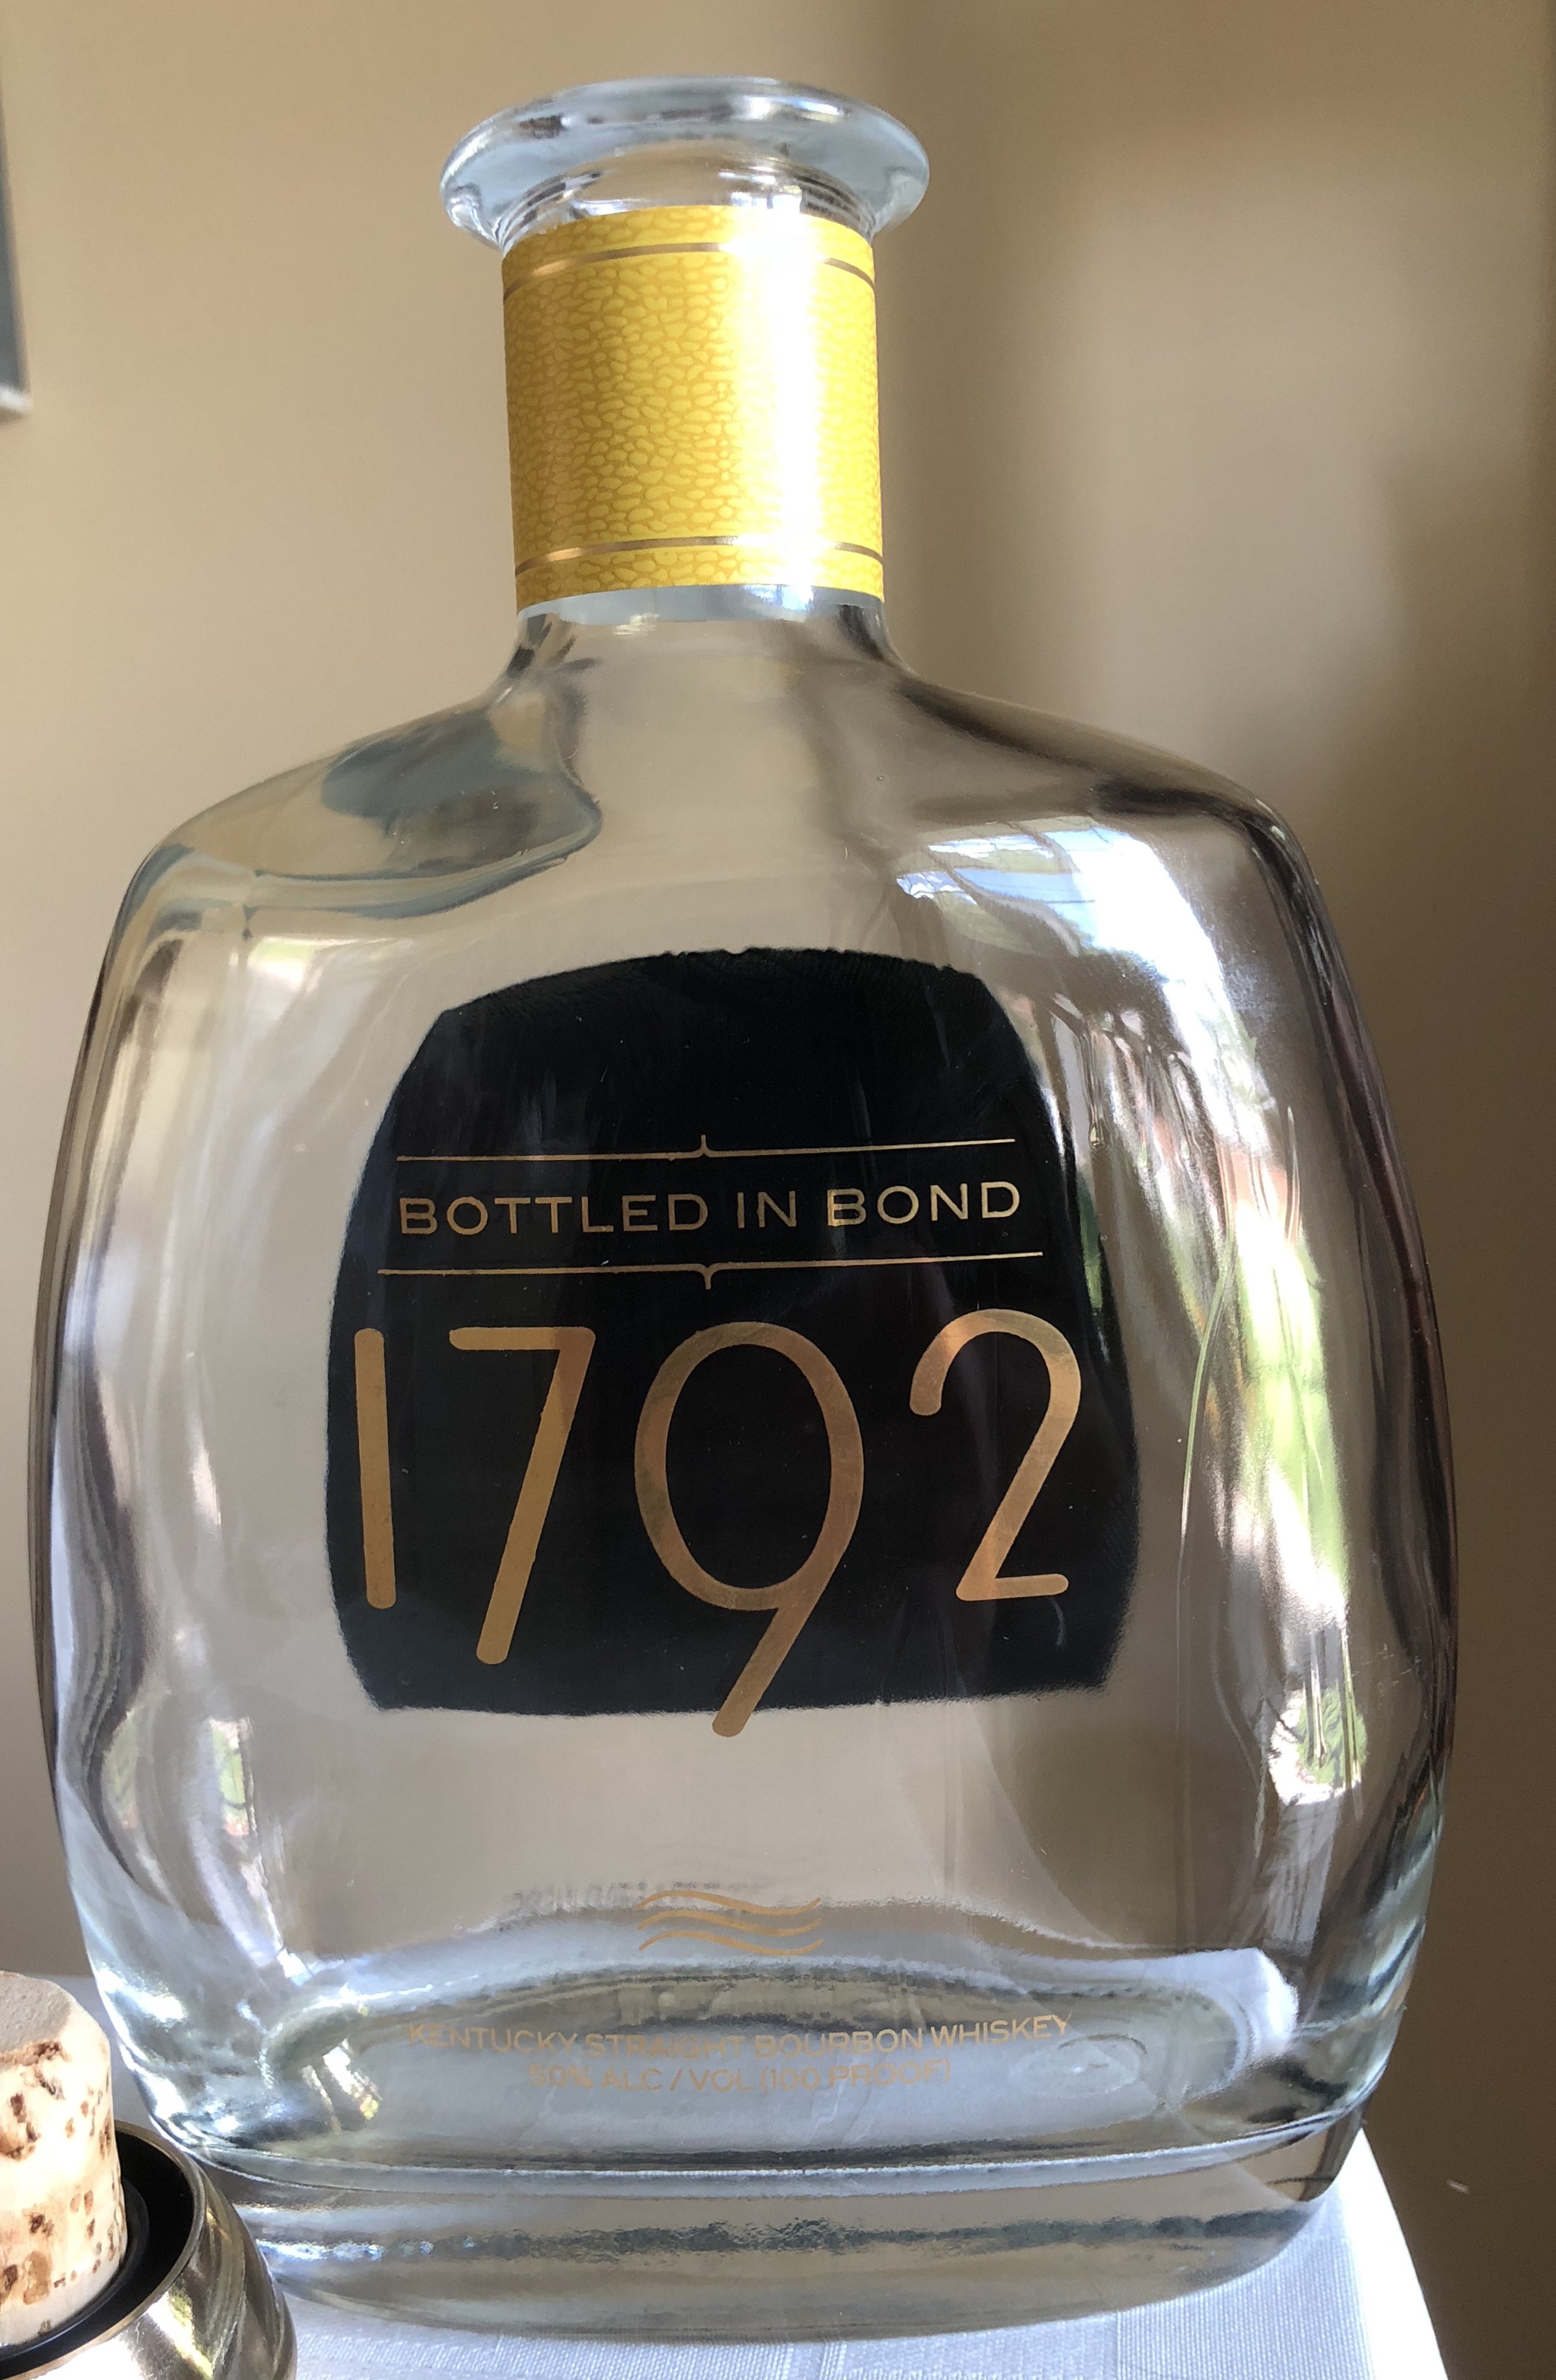 BOTTLED IN BOND
1792
KENTUCKY STRAIGHT BOURBON WHISKEY
50% ALC / VOL (100 PROOF)